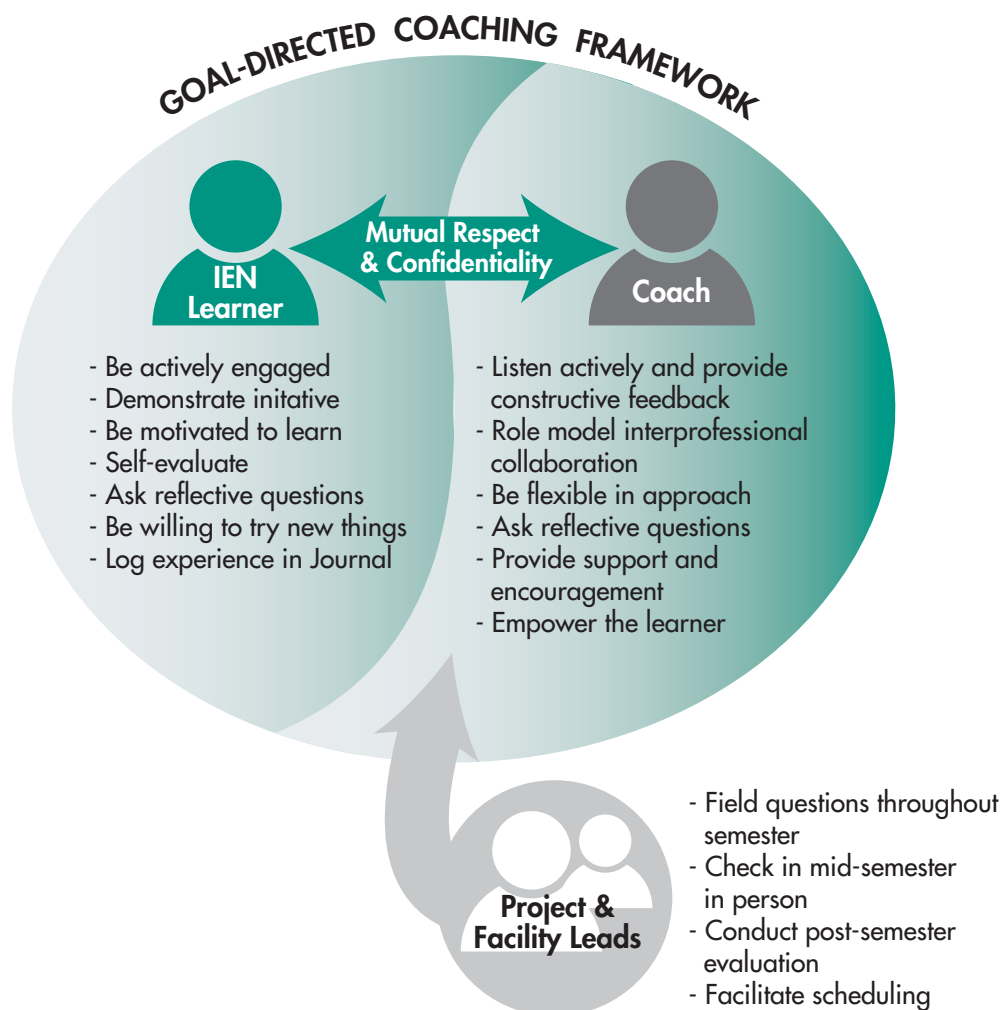 GOAL-DIRECTED COACHING FRAMEWORK
Mutual Respect
& Confidentiality
IEN
Learner
Coach
- Be actively engaged
- Demonstrate initative
- Be motivated to learn
- Self-evaluate
- Ask reflective questions
- Be willing to try new things
- Log experience in Journal
- Listen actively and provide
constructive feedback
- Role model interprofessional
collaboration
- Be flexible in approach
- Ask reflective questions
- Provide support and
encouragement
- Empower the learner
Project &
Facility Leads
- Field questions throughout
semester
- Check in mid-semester
in person
- Conduct post-semester
evaluation
- Facilitate scheduling